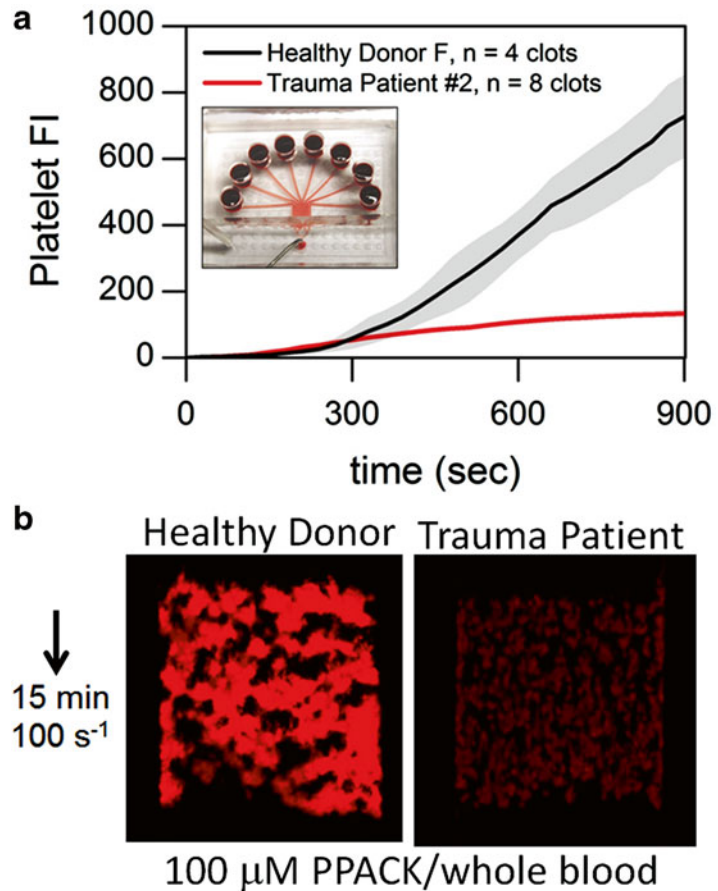 a
1000
800
600
400
200
0
Platelet FI
Healthy Donor F, n = 4 clots
Trauma Patient #2, n = 8 clots
0 300 600 900
time (sec)
b
Healthy Donor Trauma Patient
15 min
100 s⁻¹
100 μM PPACK/whole blood